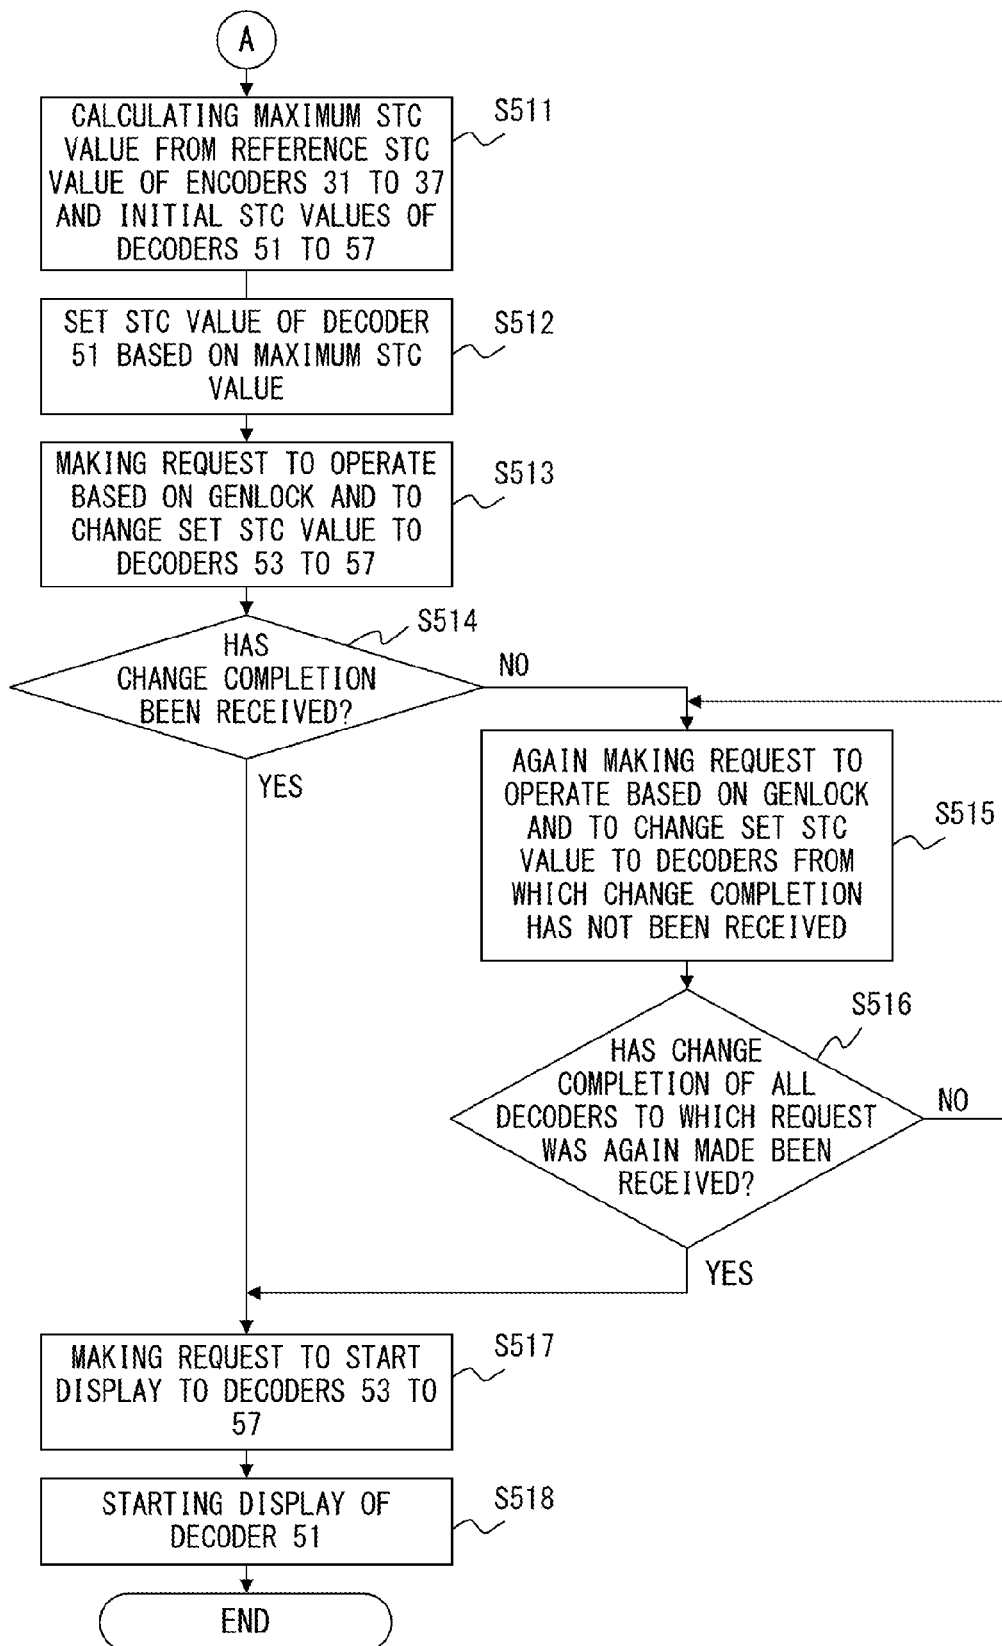 A
CALCULATING MAXIMUM STC
VALUE FROM REFERENCE STC
VALUE OF ENCODERS 31 TO 37
AND INITIAL STC VALUES OF
DECODERS 51 TO 57
S511
SET STC VALUE OF DECODER
51 BASED ON MAXIMUM STC
VALUE
S512
MAKING REQUEST TO OPERATE
BASED ON GENLOCK AND TO
CHANGE SET STC VALUE TO
DECODERS 53 TO 57
S513
HAS
CHANGE COMPLETION
BEEN RECEIVED?
S514
NO
YES
AGAIN MAKING REQUEST TO
OPERATE BASED ON GENLOCK
AND TO CHANGE SET STC
VALUE TO DECODERS FROM
WHICH CHANGE COMPLETION
HAS NOT BEEN RECEIVED
S515
HAS CHANGE
COMPLETION OF ALL
DECODERS TO WHICH REQUEST
WAS AGAIN MADE BEEN
RECEIVED?
S516
NO
YES
MAKING REQUEST TO START
DISPLAY TO DECODERS 53 TO
57
S517
STARTING DISPLAY OF
DECODER 51
S518
END